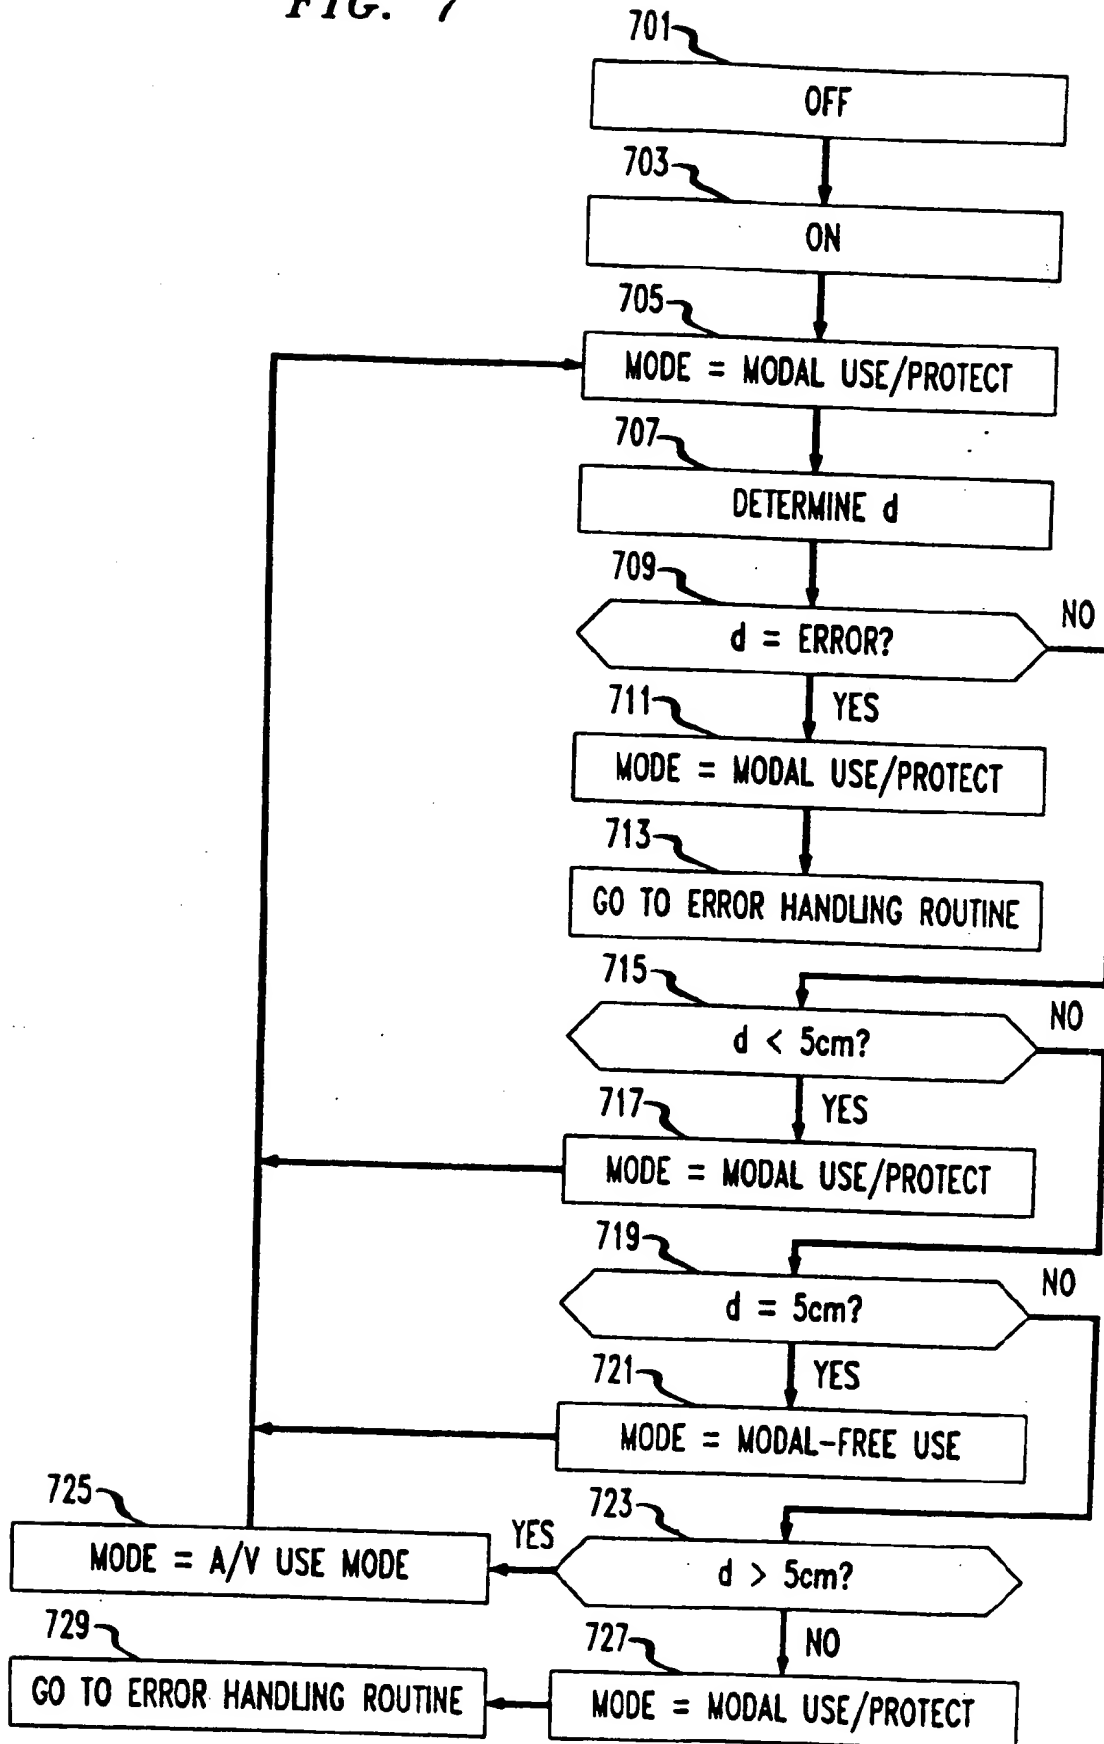 FIG. 7
701
OFF
703
ON
705
MODE = MODAL USE/PROTECT
707
DETERMINE d
709
d = ERROR?
NO
YES
711
MODE = MODAL USE/PROTECT
713
GO TO ERROR HANDLING ROUTINE
715
d < 5cm?
NO
YES
717
MODE = MODAL USE/PROTECT
719
d = 5cm?
NO
YES
721
MODE = MODAL-FREE USE
723
d > 5cm?
YES
725
MODE = A/V USE MODE
NO
727
MODE = MODAL USE/PROTECT
729
GO TO ERROR HANDLING ROUTINE